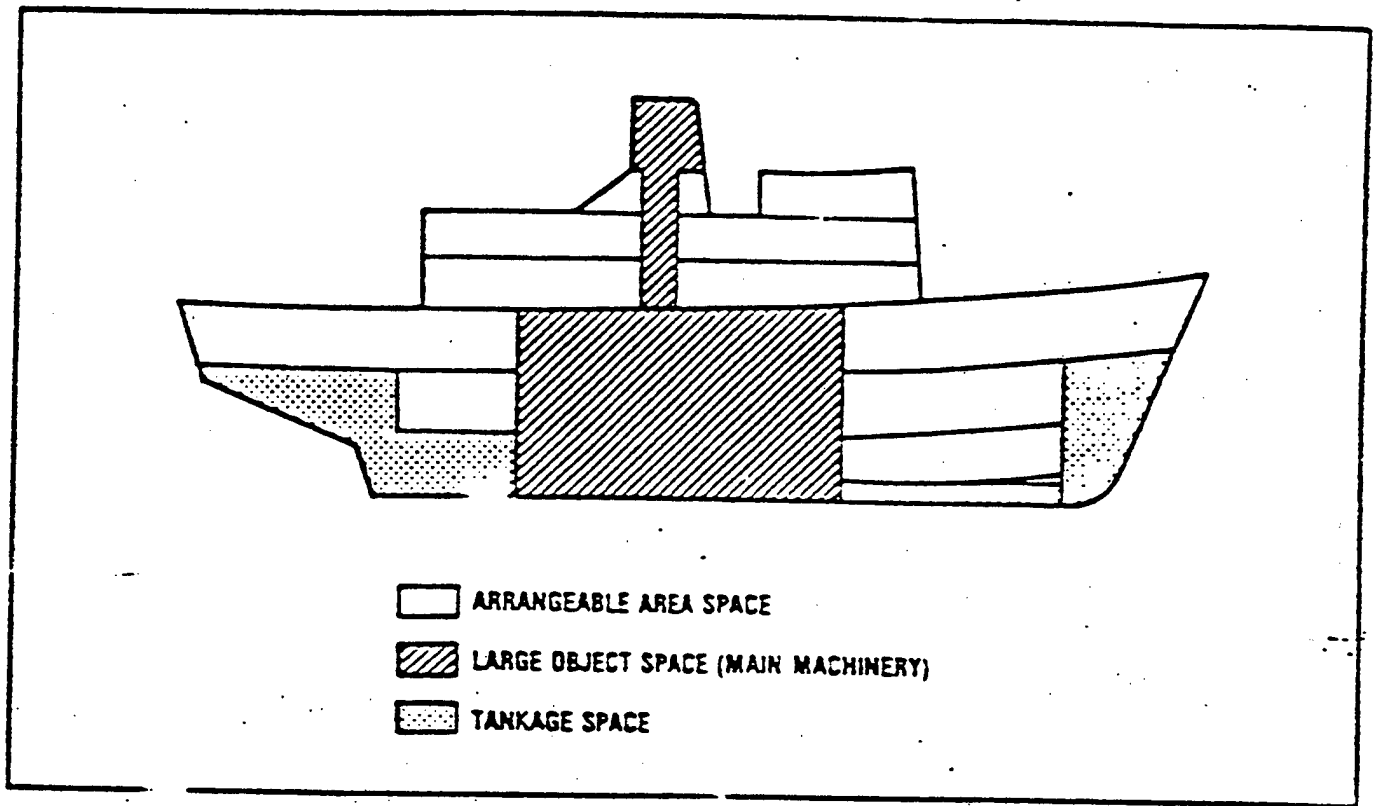 ARRANGEABLE AREA SPACE
LARGE OBJECT SPACE (MAIN MACHINERY)
TANKAGE SPACE